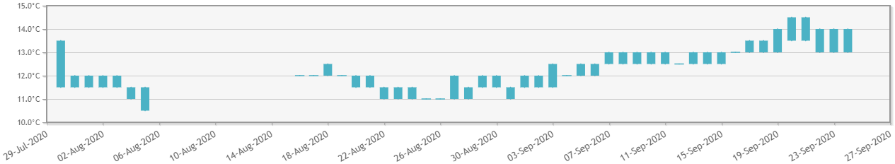 15.0°C
14.0°C
13.0°C
12.0°C
11.0°C
10.0°C
29-Jul-2020
02-Aug-2020
06-Aug-2020
10-Aug-2020
14-Aug-2020
18-Aug-2020
22-Aug-2020
26-Aug-2020
30-Aug-2020
03-Sep-2020
07-Sep-2020
11-Sep-2020
15-Sep-2020
19-Sep-2020
23-Sep-2020
27-Sep-2020